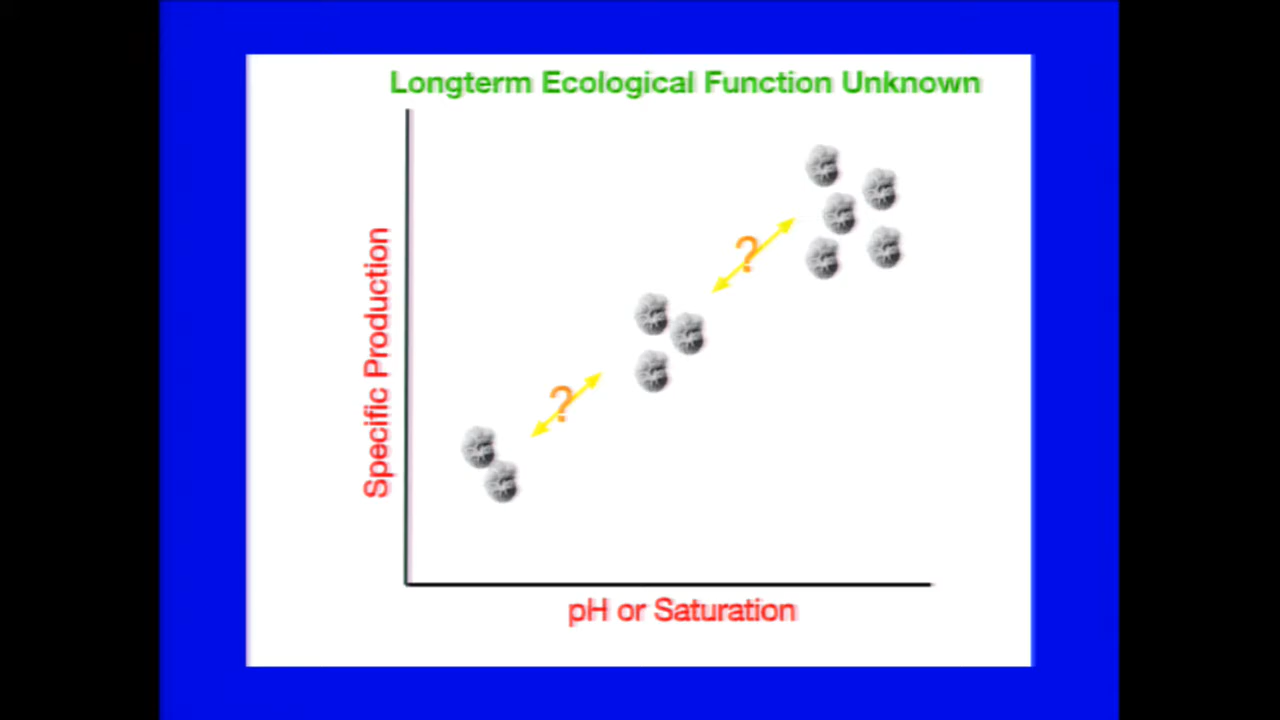 Longterm Ecological Function Unknown
?
?
Specific Production
pH or Saturation